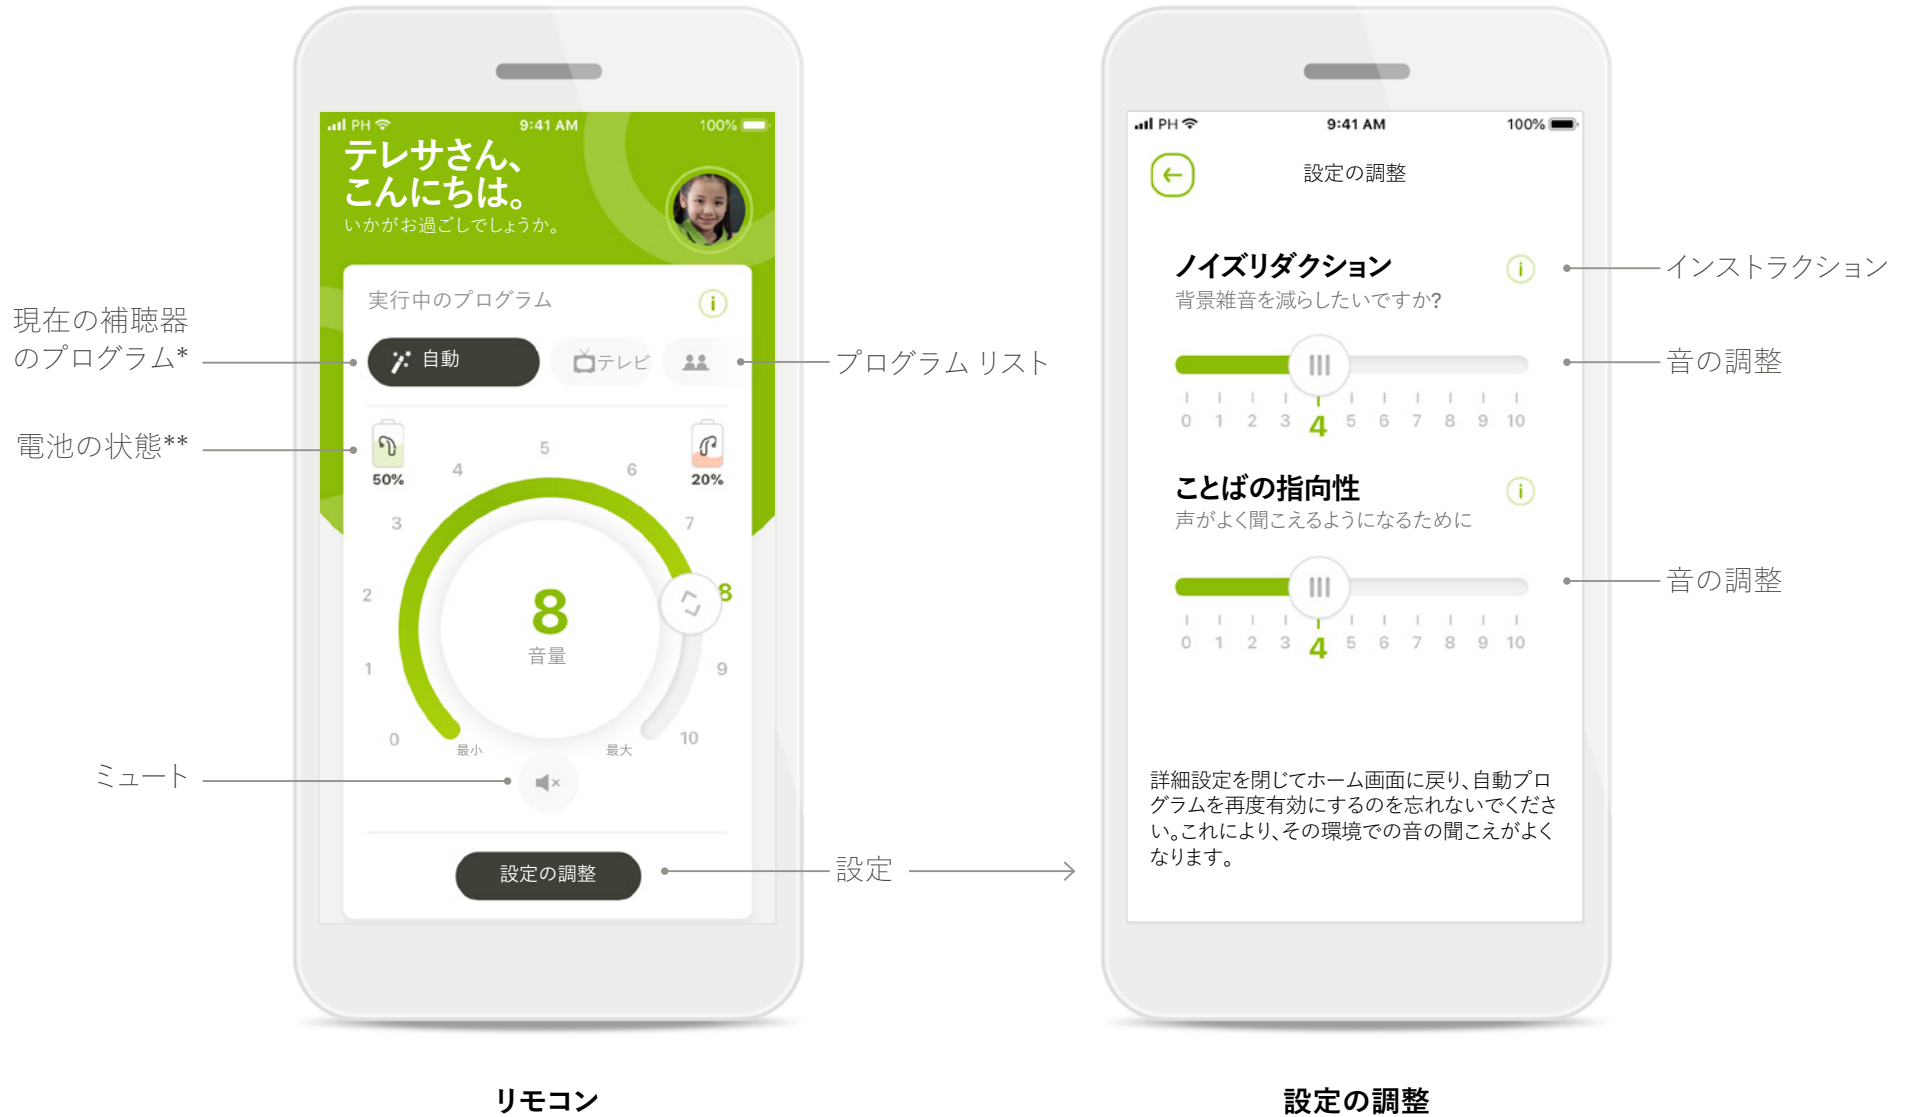 PH
9:41 AM
100%
テレサさん、
こんにちは。
いかがお過ごしでしょうか。
実行中のプログラム
i
自動
テレビ
50%
20%
0
1
2
3
4
5
6
7
8
9
10
8
音量
最小
最大
設定の調整
現在の補聴器
のプログラム*
電池の状態**
ミュート
プログラム リスト
設定
リモコン
PH
9:41 AM
100%
設定の調整
ノイズリダクション
i
背景雑音を減らしたいですか?
0 1 2 3 4 5 6 7 8 9 10
ことばの指向性
i
声がよく聞こえるようになるために
0 1 2 3 4 5 6 7 8 9 10
詳細設定を閉じてホーム画面に戻り、自動プロ
グラムを再度有効にするのを忘れないでくださ
い。これにより、その環境での音の聞こえがよく
なります。
インストラクション
音の調整
音の調整
設定の調整